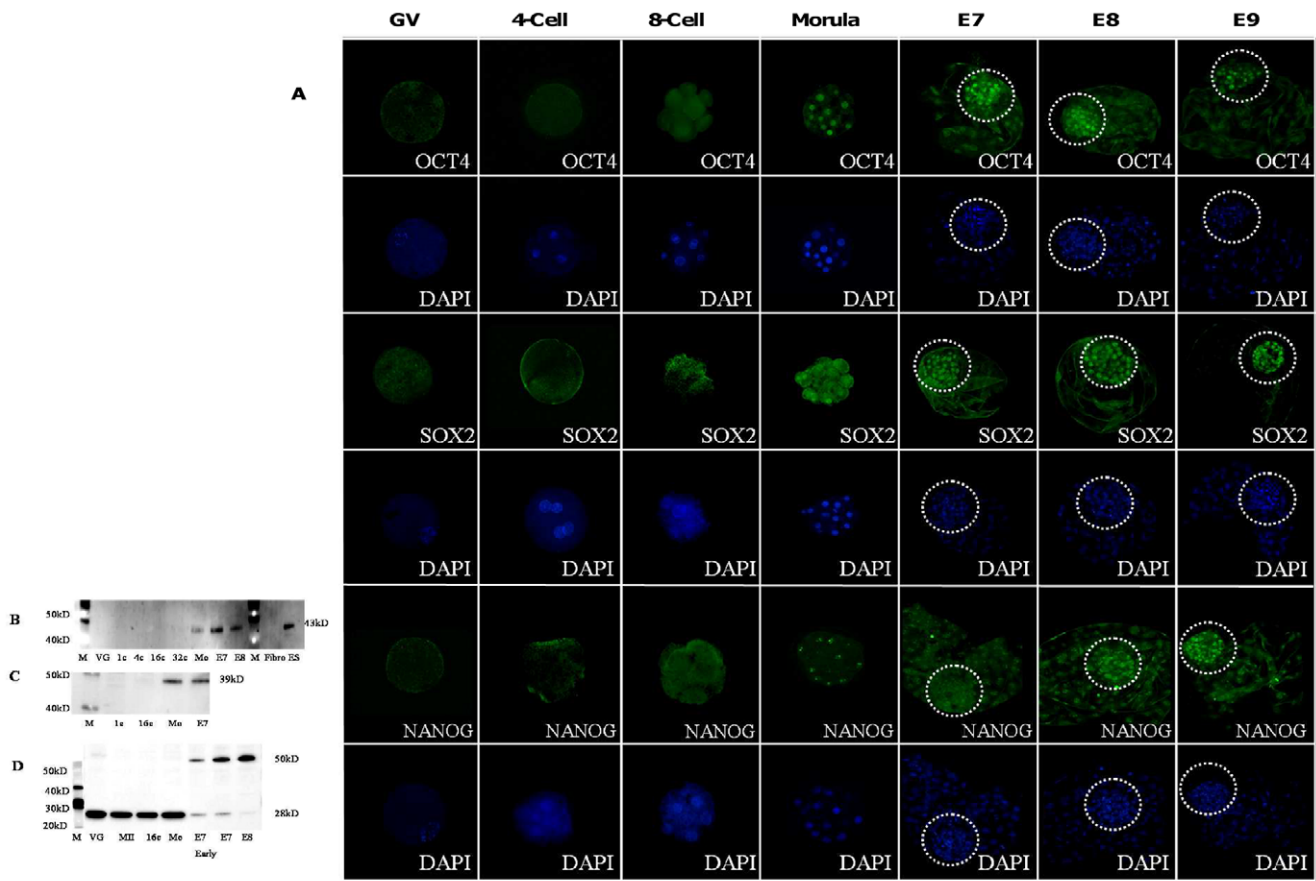 GV 4-Cell 8-Cell Morula E7 E8 E9
A
OCT4 OCT4 OCT4 OCT4 OCT4 OCT4 OCT4
DAPI DAPI DAPI DAPI DAPI DAPI DAPI
SOX2 SOX2 SOX2 SOX2 SOX2 SOX2 SOX2
DAPI DAPI DAPI DAPI DAPI DAPI DAPI
NANOG NANOG NANOG NANOG NANOG NANOG NANOG
DAPI DAPI DAPI DAPI DAPI DAPI DAPI
B
50kD 43kD
40kD
M VG 1c 4c 16c 32c Mo E7 E8 M Fibro ES
C
50kD 39kD
40kD
M 1c 16c Mo E7
D
50kD 50kD
40kD
30kD 28kD
20kD
M VG MII 16c Mo E7 E7 E8
Early